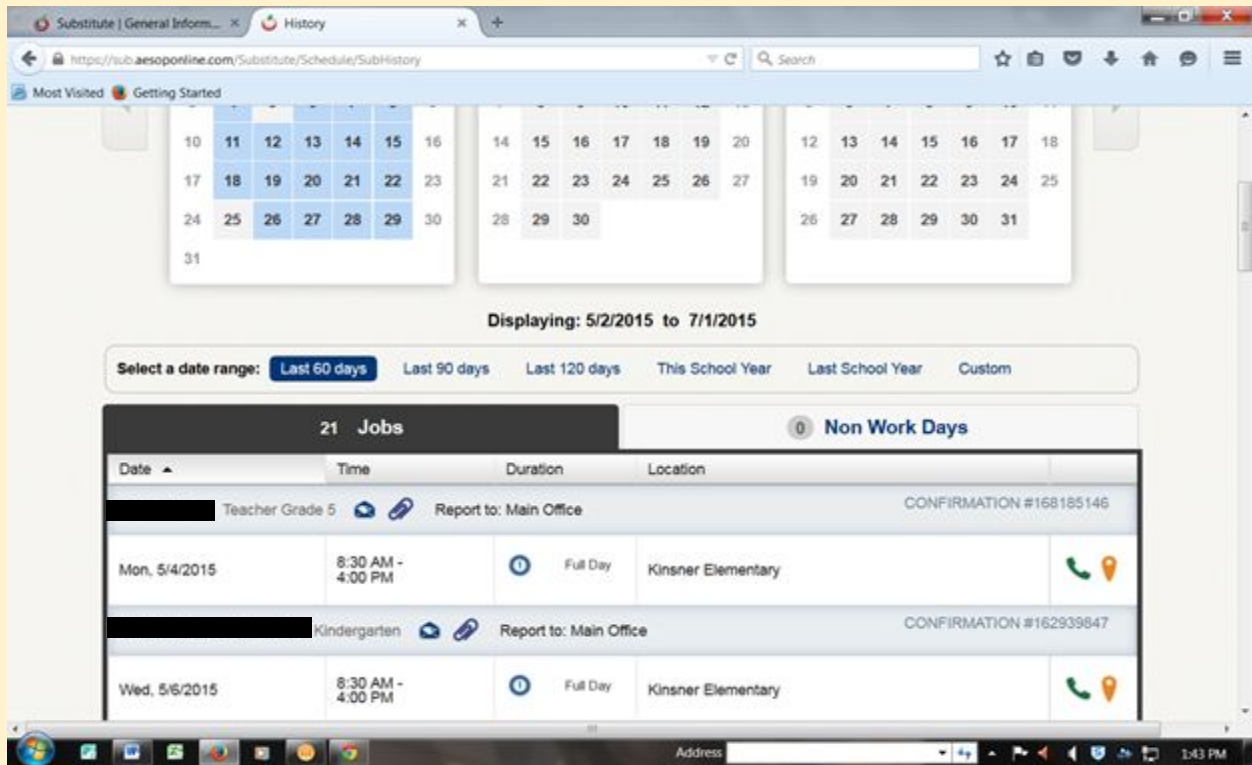 Substitute | General Inform... × History × +
https://sub.aesoponline.com/Substitute/Schedule/SubHistory Search
Most Visited Getting Started
10 11 12 13 14 15 16 14 15 16 17 18 19 20 12 13 14 15 16 17 18
17 18 19 20 21 22 23 21 22 23 24 25 26 27 19 20 21 22 23 24 25
24 25 26 27 28 29 30 28 29 30 26 27 28 29 30 31
31
Displaying: 5/2/2015 to 7/1/2015
Select a date range: Last 60 days Last 90 days Last 120 days This School Year Last School Year Custom
21 Jobs 0 Non Work Days
Date Time Duration Location
Teacher Grade 5 Report to: Main Office CONFIRMATION #168185146
Mon, 5/4/2015 8:30 AM - 4:00 PM Full Day Kinsner Elementary
Kindergarten Report to: Main Office CONFIRMATION #162939847
Wed, 5/6/2015 8:30 AM - 4:00 PM Full Day Kinsner Elementary
Address 1:43 PM